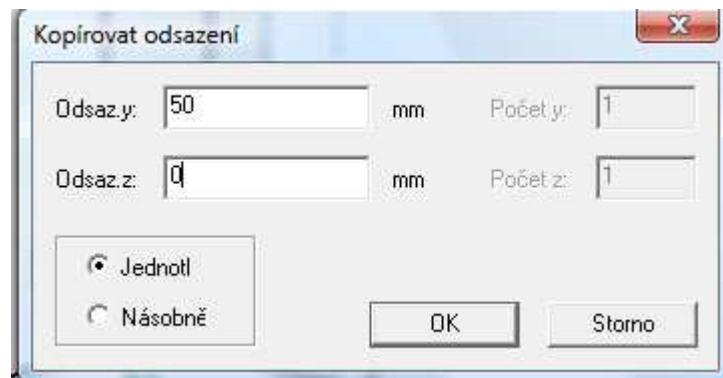 Kopírovat odsazení
Odsaz.y: 50 mm Počet y: 1
Odsaz.z: 0 mm Počet z: 1
Jednotl
Násobně
OK Storno